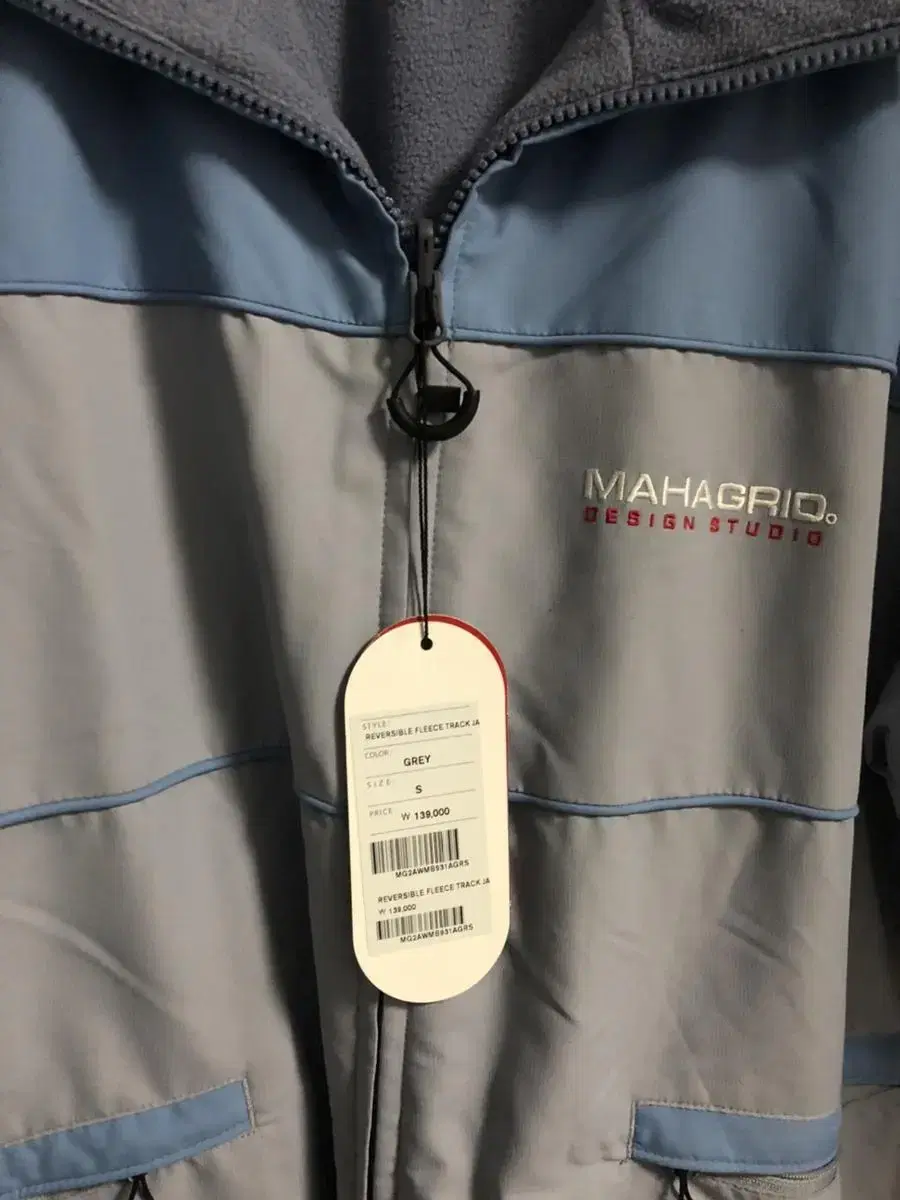 MAHAGRID.
DESIGN STUDIO
STYLE:
REVERSIBLE FLEECE TRACK JA
COLOR
GREY
SIZE:
S
PRICE ₩ 139,000
MG2AWMB931AGRS
REVERSIBLE FLEECE TRACK JA
₩ 139,000
MG2AWMB931AGRS